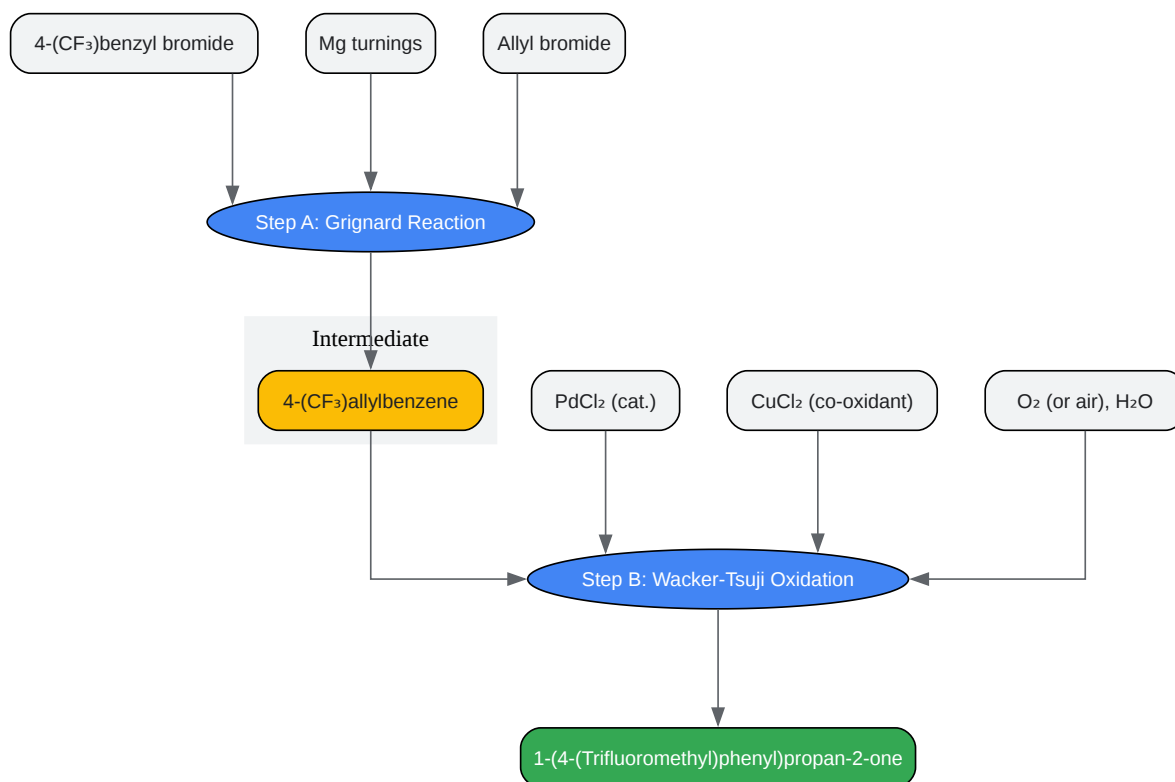 4-(CF₃)benzyl bromide
Mg turnings
Allyl bromide
Step A: Grignard Reaction
Intermediate
4-(CF₃)allylbenzene
PdCl₂ (cat.)
CuCl₂ (co-oxidant)
O₂ (or air), H₂O
Step B: Wacker-Tsuji Oxidation
1-(4-(Trifluoromethyl)phenyl)propan-2-one